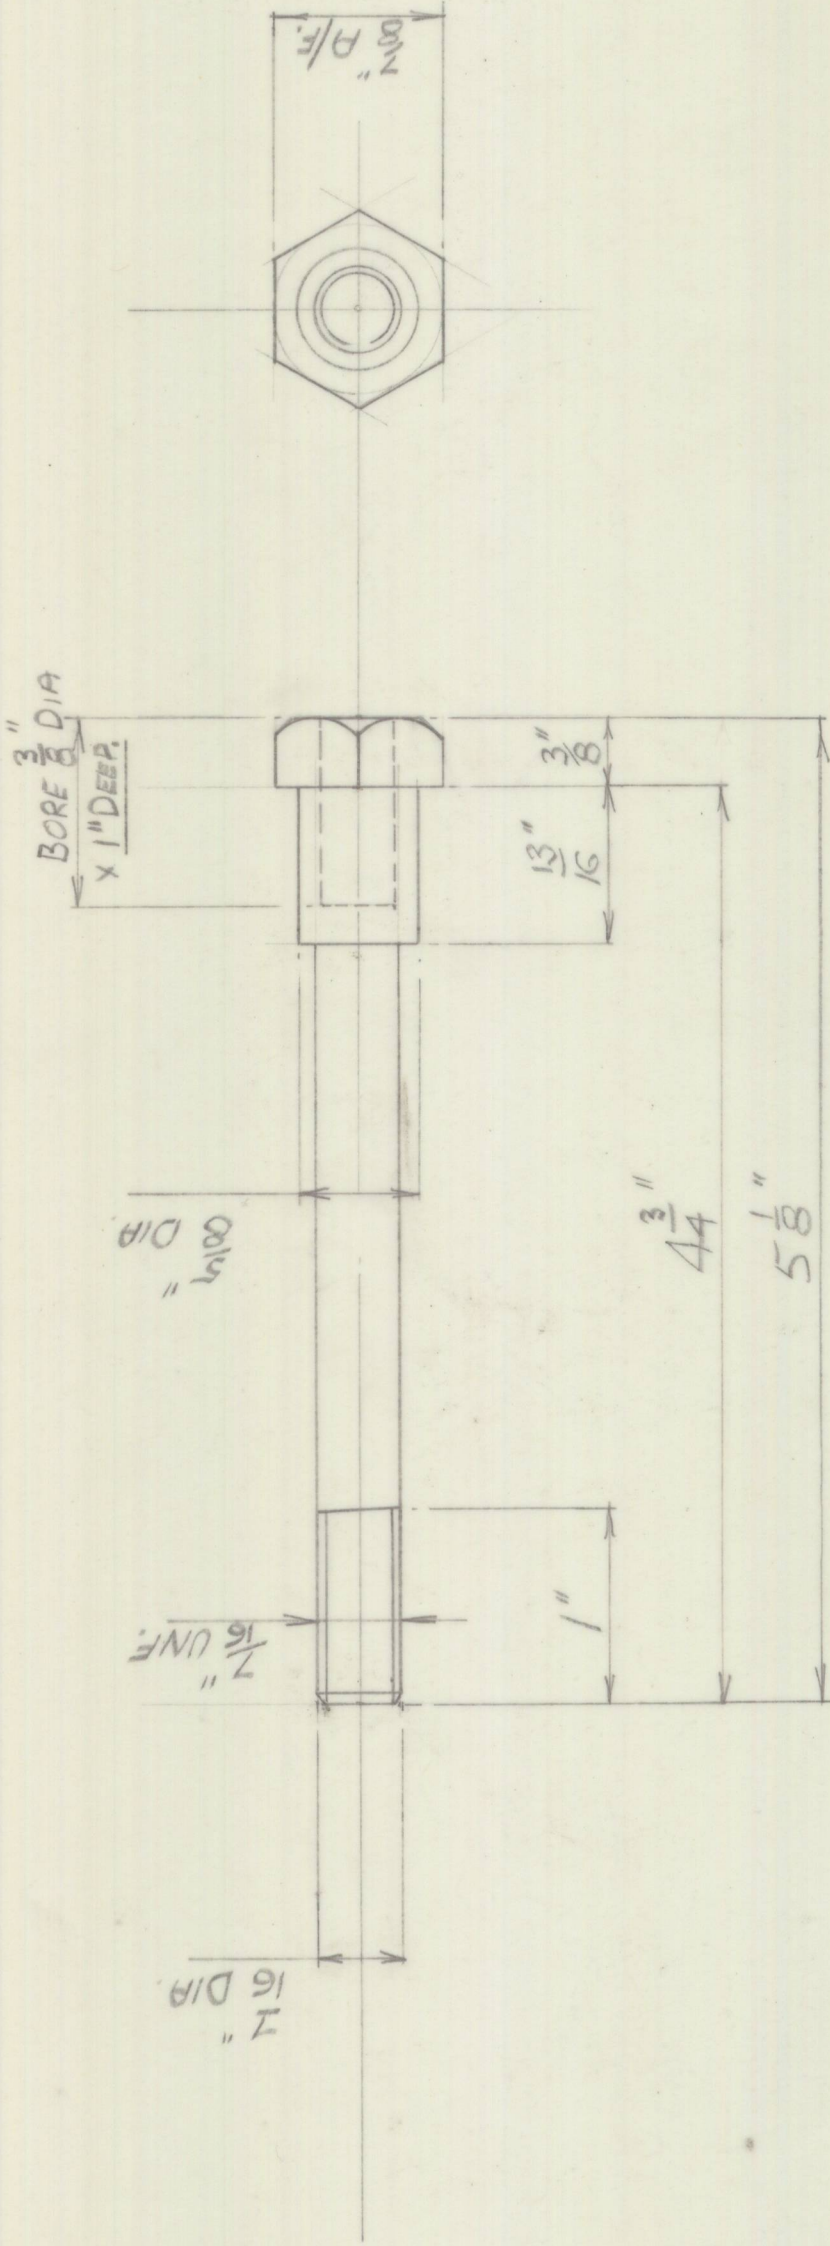 7/8" A/F.
BORE 3/8" DIA
x 1" DEEP.
3/8"
13/16"
5/8"
DIA
4 3/4"
5 1/8"
7/16" UNF.
1"
7/16" DIA